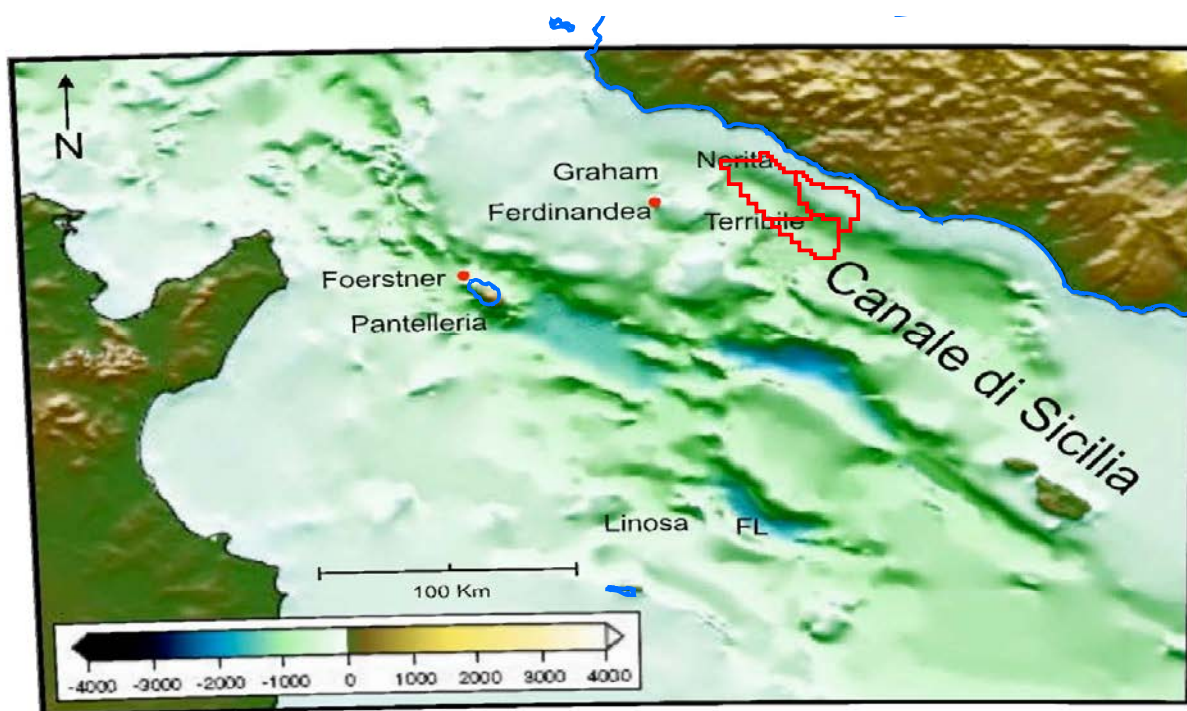 N
Nerita
Graham
Ferdinandea
Terribile
Foerstner
Pantelleria
Canale di Sicilia
Linosa
FL
100 Km
-4000 -3000 -2000 -1000 0 1000 2000 3000 4000